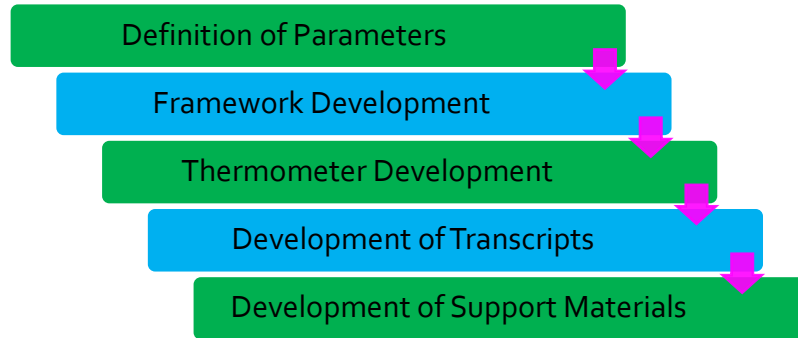 Definition of Parameters
Framework Development
Thermometer Development
Development of Transcripts
Development of Support Materials